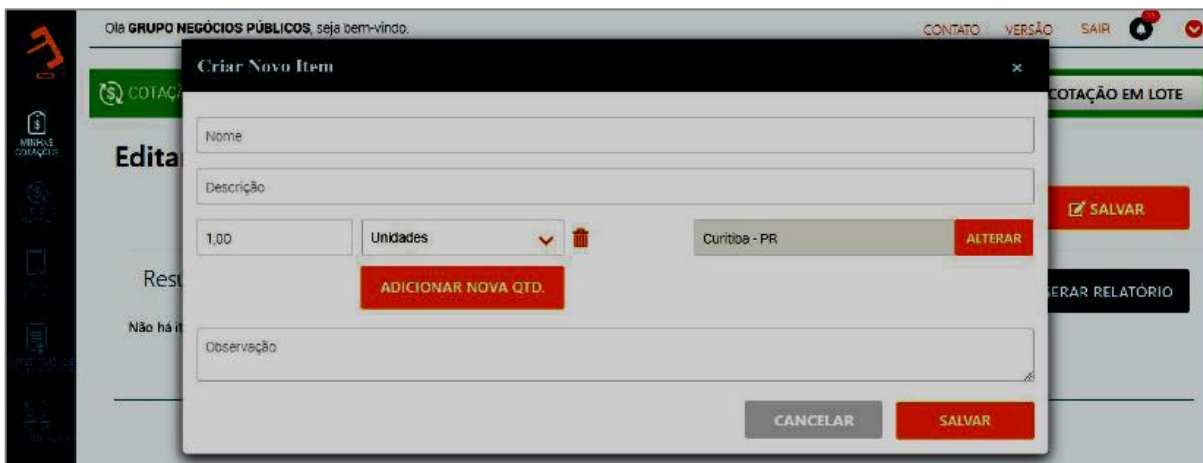 Olá GRUPO NEGÓCIOS PÚBLICOS, seja bem-vindo.
CONTATO VERSÃO SAIR
Criar Novo Item ×
COTAÇÃ
COTAÇÃO EM LOTE
MINHAS
COTAÇÕES
Edita
Nome
Descrição
SALVAR
1,00 Unidades Curitiba - PR ALTERAR
ADICIONAR NOVA QTD.
Resu
ERAR RELATÓRIO
Não há it
Observação
CANCELAR SALVAR